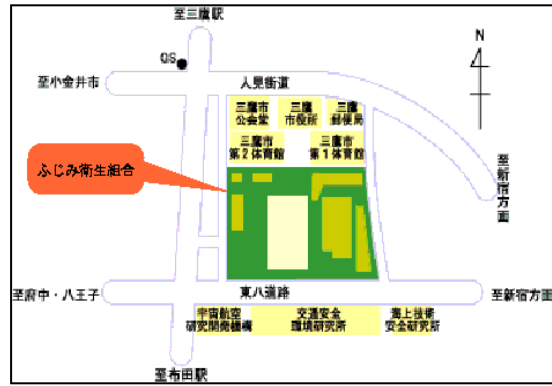 至三鷹駅
GS
N
至小金井市
人見街道
三鷹市
公会堂
三鷹
市役所
三鷹
郵便局
三鷹市
第2体育館
三鷹市
第1体育館
ふじみ衛生組合
至新宿方面
至府中・八王子
東八道路
至新宿方面
宇宙航空
研究開発機構
交通安全
環境研究所
海上技術
安全研究所
至布田駅